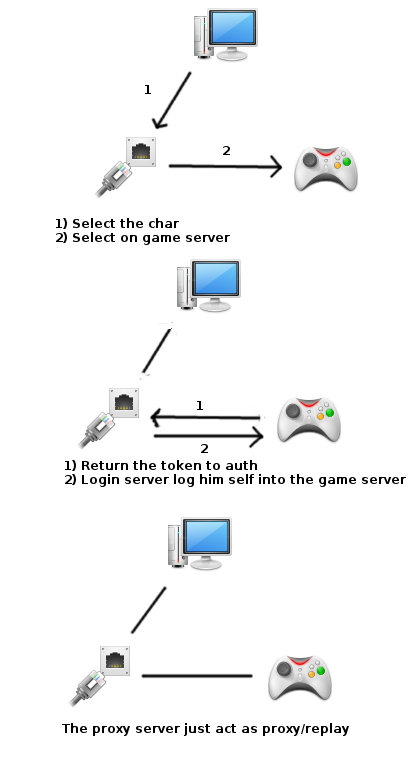 1
2
1) Select the char
2) Select on game server
1
2
1) Return the token to auth
2) Login server log him self into the game server
The proxy server just act as proxy/replay